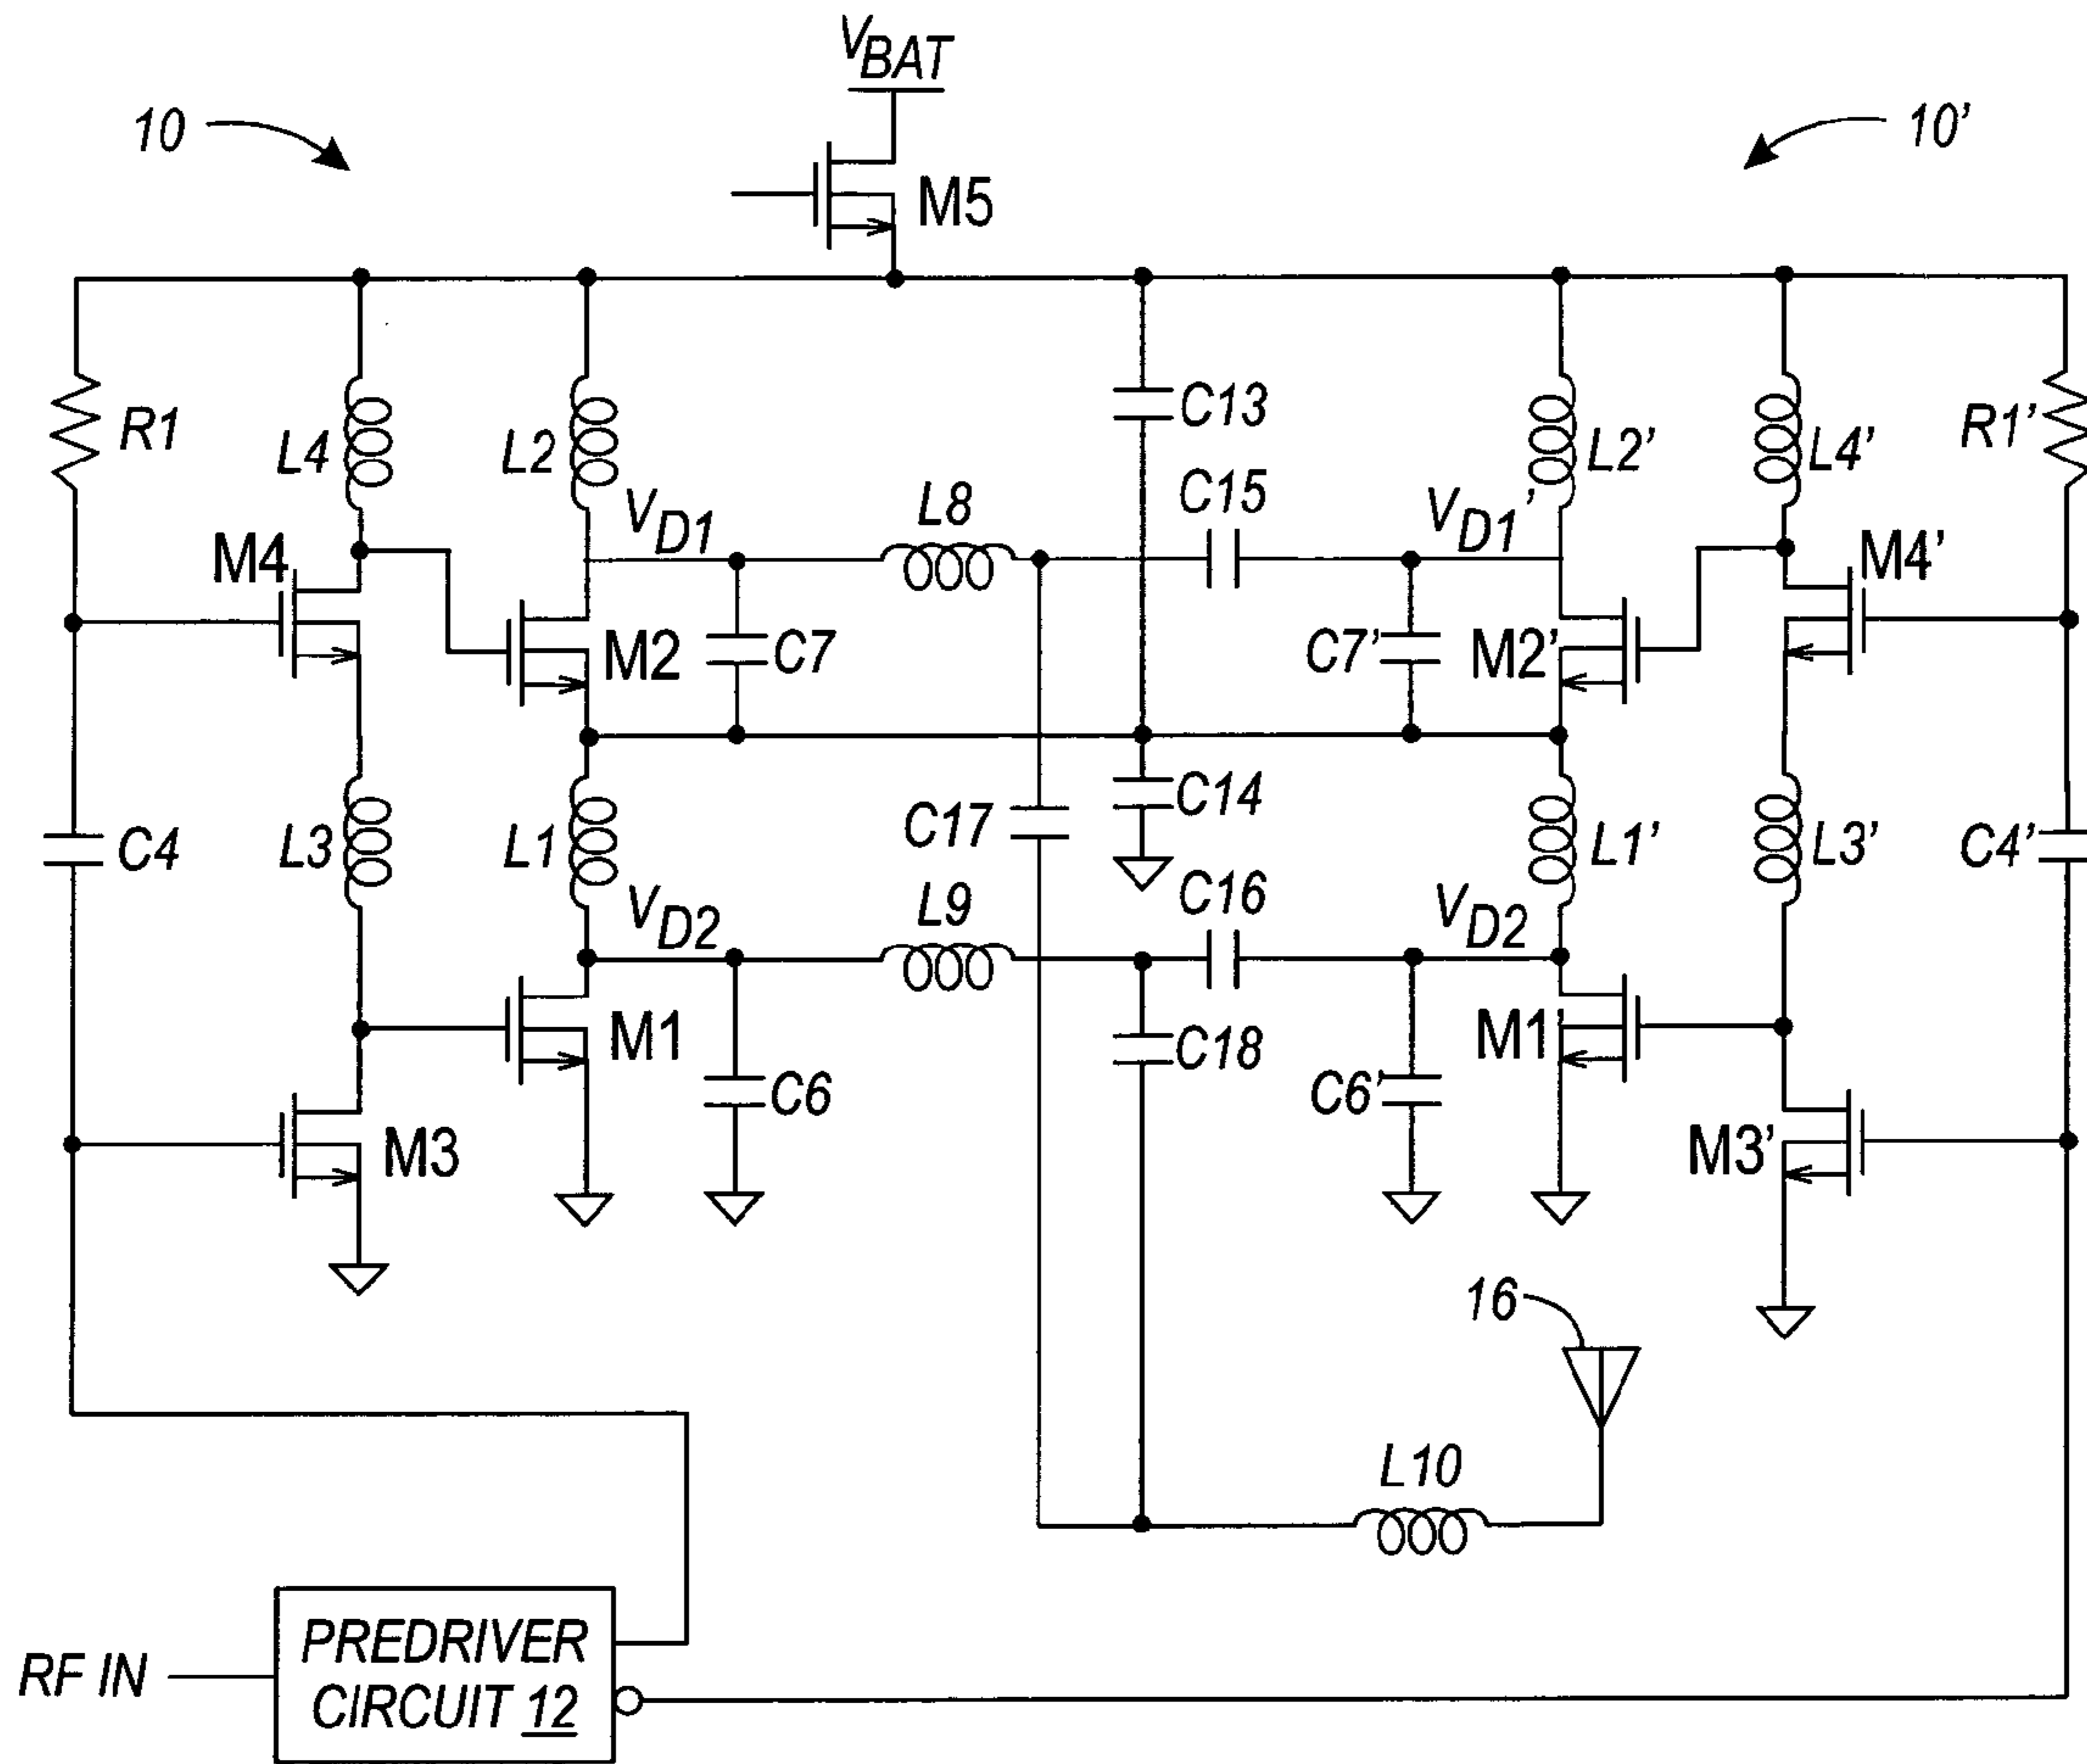 VBAT
10
10'
M5
R1
L4
L2
C13
L2'
L4'
R1'
VD1
L8
C15
VD1'
M4
M4'
M2
C7
C7'
M2'
C4
L3
L1
C17
C14
L1'
L3'
C4'
VD2
L9
C16
VD2
M1
C18
M1'
C6
C6'
M3
M3'
16
L10
PREDRIVER
RF IN
CIRCUIT 12